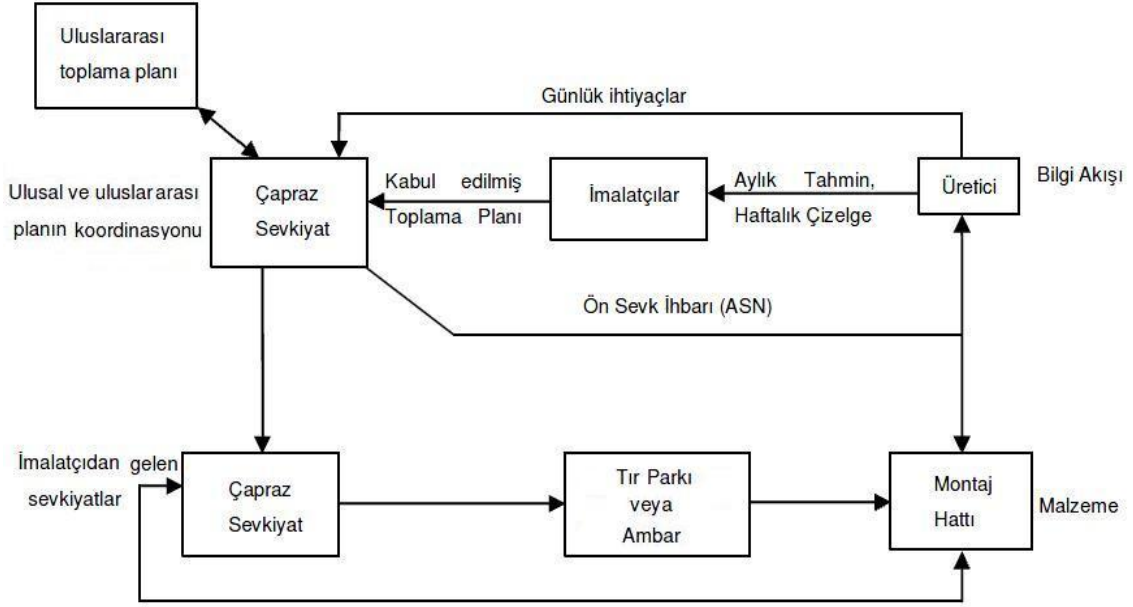 Uluslararası
toplama planı
Günlük ihtiyaçlar
Ulusal ve uluslararası
planın koordinasyonu
Çapraz
Sevkiyat
Kabul edilmiş
Toplama Planı
İmalatçılar
Aylık Tahmin,
Haftalık Çizelge
Üretici
Bilgi Akışı
Ön Sevk İhbarı (ASN)
İmalatçıdan gelen
sevkiyatlar
Çapraz
Sevkiyat
Tır Parkı
veya
Ambar
Montaj
Hattı
Malzeme